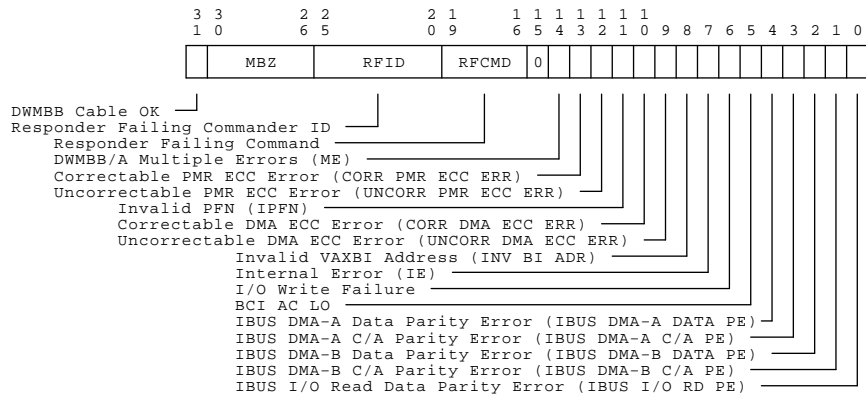 3 3 2 2 2 1 1 1 1 1 1 1
1 0 6 5 0 9 6 5 4 3 2 1 0 9 8 7 6 5 4 3 2 1 0
MBZ RFID RFCMD 0
DWMBB Cable OK
Responder Failing Commander ID
Responder Failing Command
DWMBB/A Multiple Errors (ME)
Correctable PMR ECC Error (CORR PMR ECC ERR)
Uncorrectable PMR ECC Error (UNCORR PMR ECC ERR)
Invalid PFN (IPFN)
Correctable DMA ECC Error (CORR DMA ECC ERR)
Uncorrectable DMA ECC Error (UNCORR DMA ECC ERR)
Invalid VAXBI Address (INV BI ADR)
Internal Error (IE)
I/O Write Failure
BCI AC LO
IBUS DMA-A Data Parity Error (IBUS DMA-A DATA PE)
IBUS DMA-A C/A Parity Error (IBUS DMA-A C/A PE)
IBUS DMA-B Data Parity Error (IBUS DMA-B DATA PE)
IBUS DMA-B C/A Parity Error (IBUS DMA-B C/A PE)
IBUS I/O Read Data Parity Error (IBUS I/O RD PE)